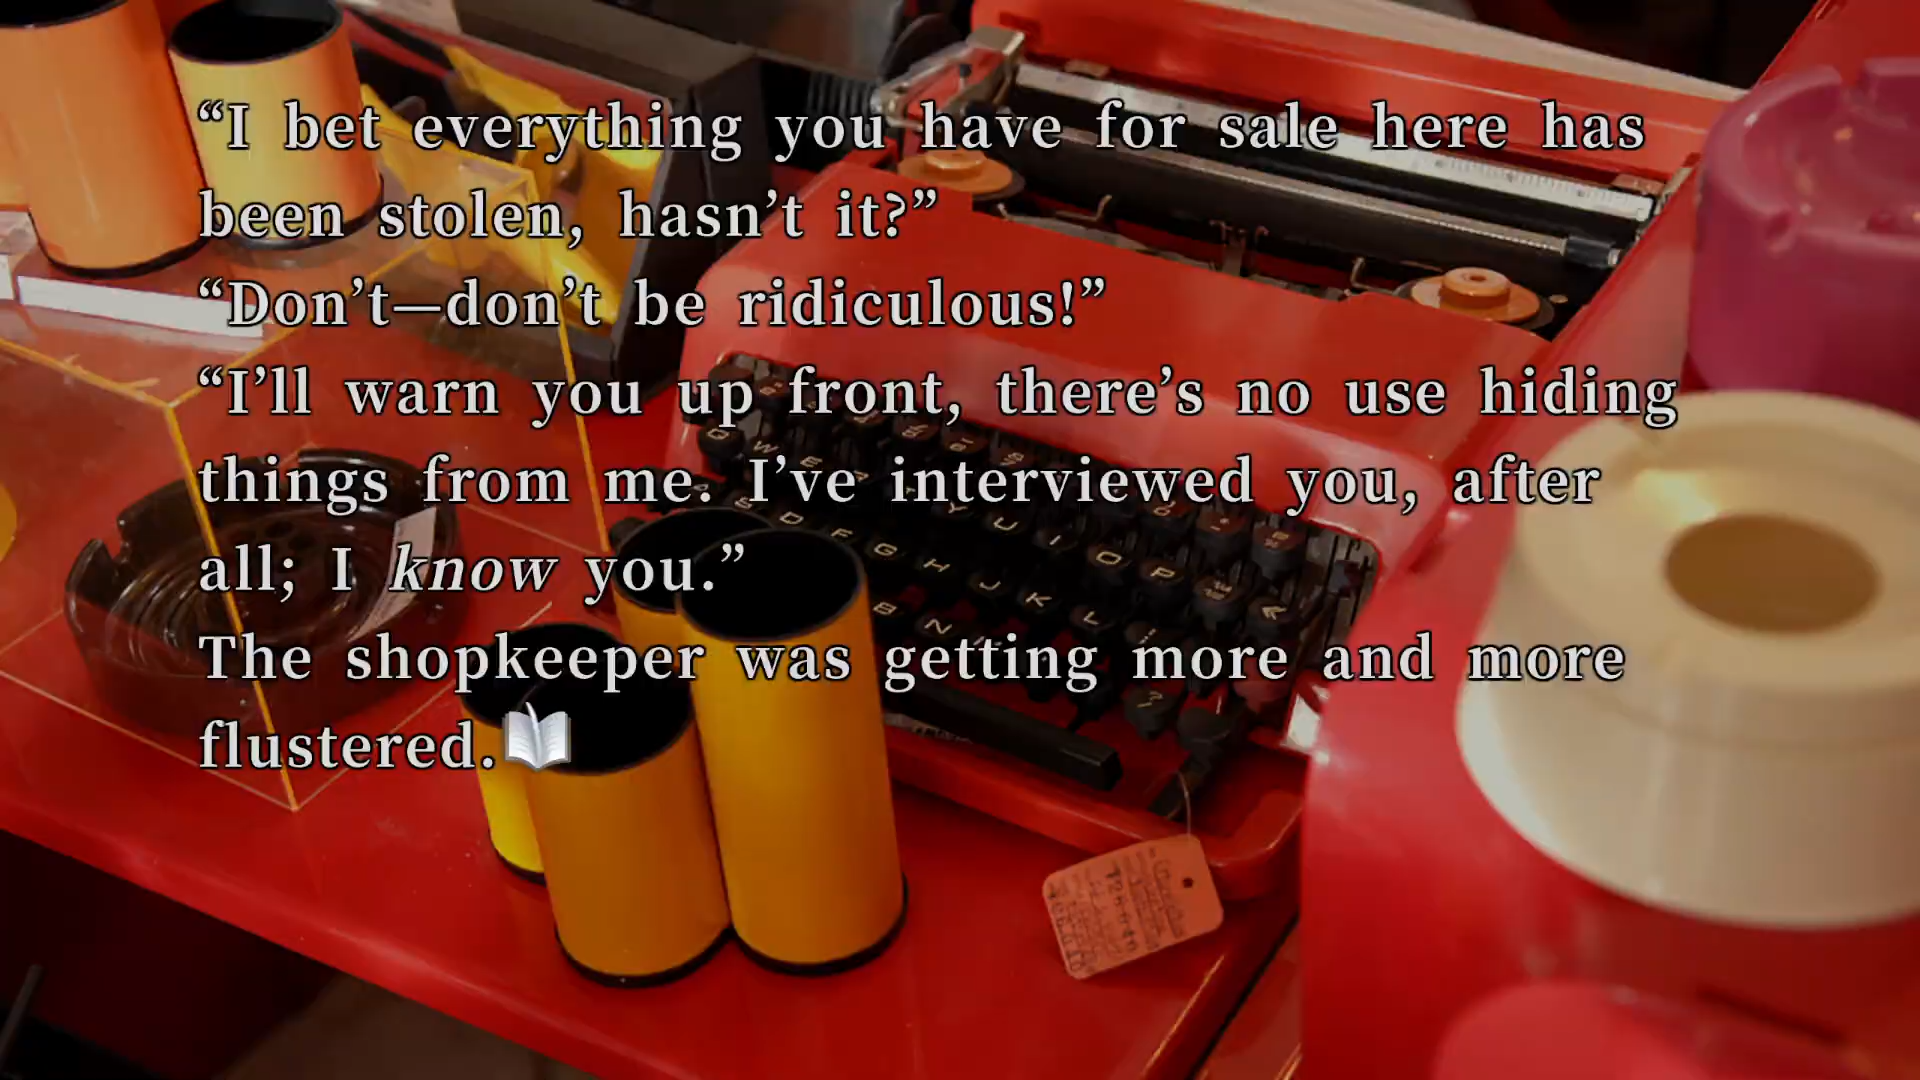 “I bet everything you have for sale here has
been stolen, hasn’t it?”
“Don’t—don’t be ridiculous!”
“I’ll warn you up front, there’s no use hiding
things from me. I’ve interviewed you, after
all; I know you.”
The shopkeeper was getting more and more
flustered.